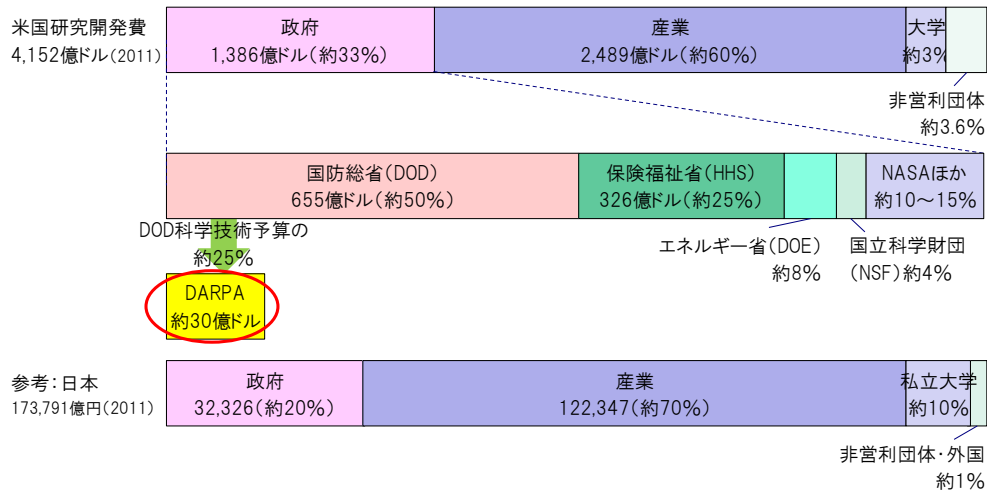 米国研究開発費
4,152億ドル(2011)
政府
1,386億ドル(約33%)
産業
2,489億ドル(約60%)
大学
約3%
非営利団体
約3.6%
国防総省(DOD)
655億ドル(約50%)
保険福祉省(HHS)
326億ドル(約25%)
NASAほか
約10～15%
エネルギー省(DOE)
約8%
国立科学財団
(NSF)約4%
DOD科学技術予算の
約25%
DARPA
約30億ドル
参考：日本
173,791億円(2011)
政府
32,326(約20%)
産業
122,347(約70%)
私立大学
約10%
非営利団体・外国
約1%